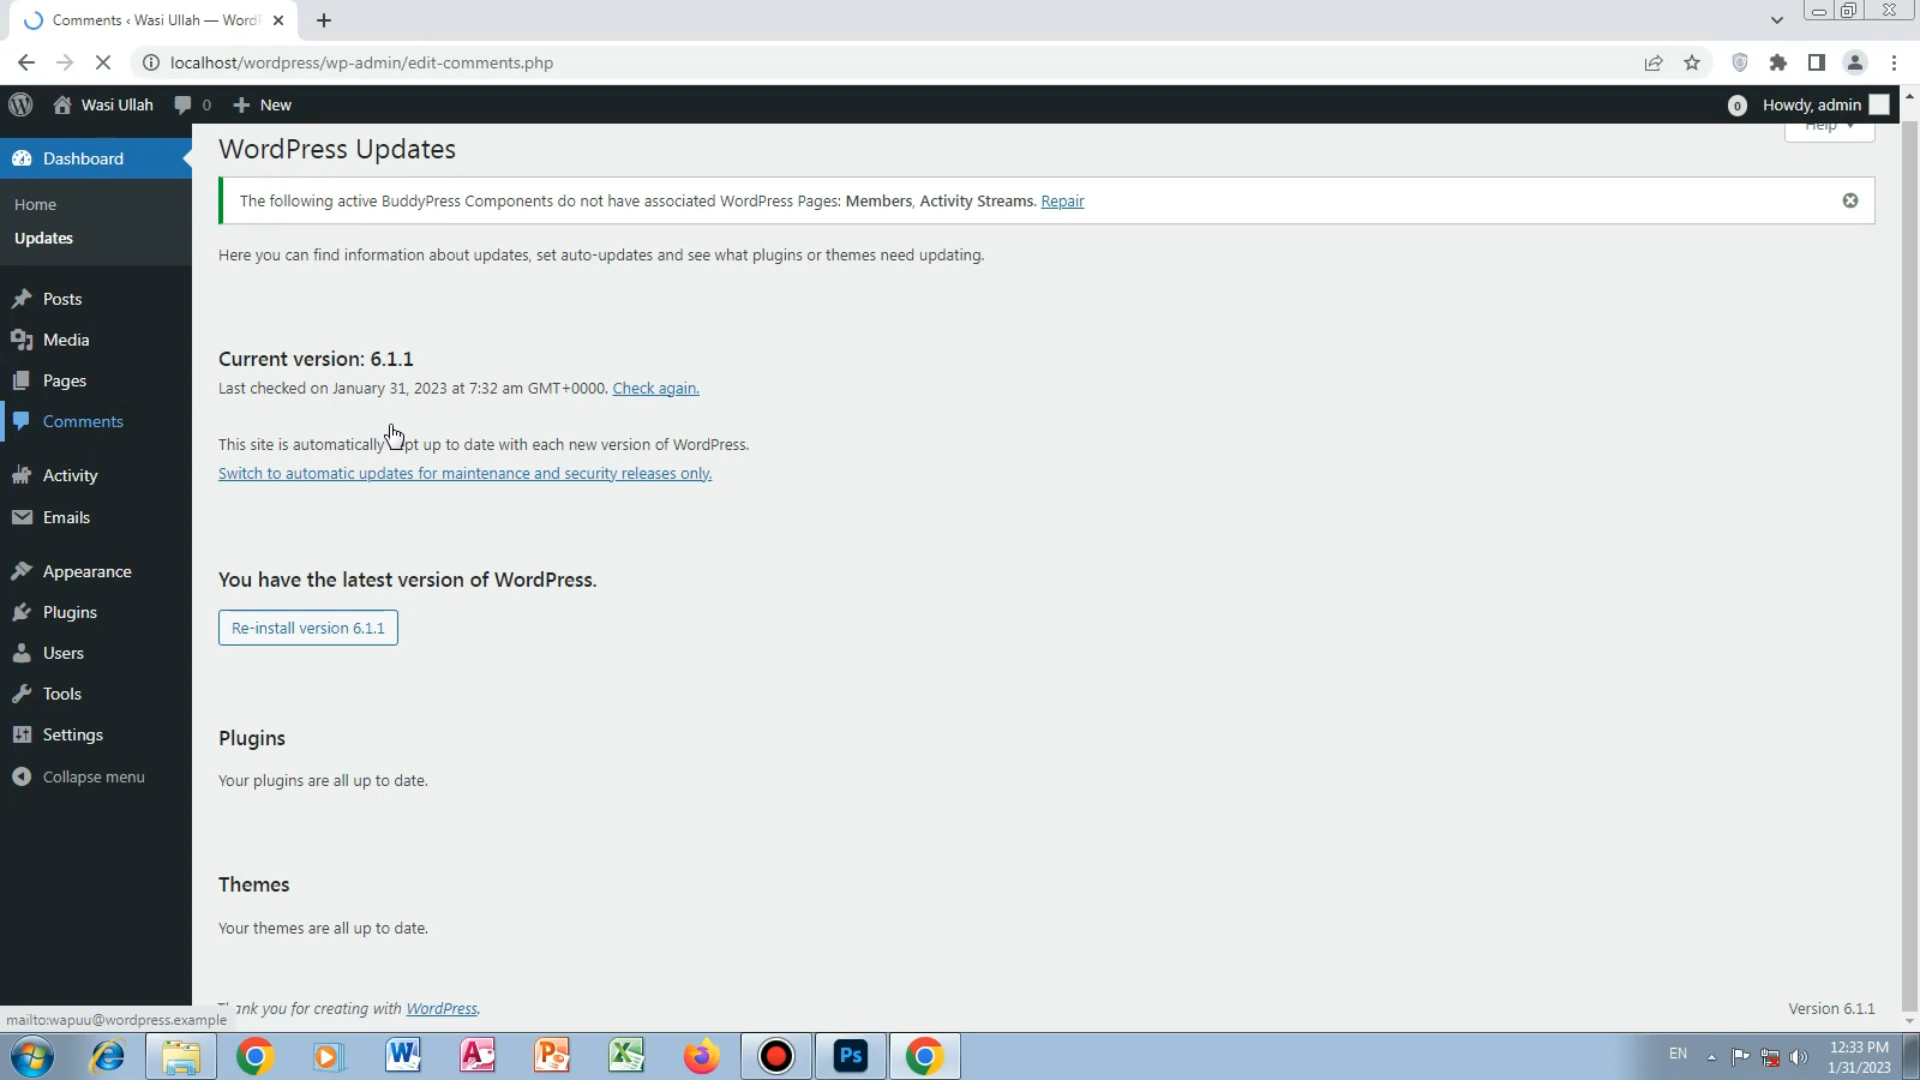 Comments ‹ Wasi Ullah — Word
localhost/wordpress/wp-admin/edit-comments.php
Wasi Ullah
0
New
0
Howdy, admin
Help
Dashboard
Home
Updates
Posts
Media
Pages
Comments
Activity
Emails
Appearance
Plugins
Users
Tools
Settings
Collapse menu
WordPress Updates
The following active BuddyPress Components do not have associated WordPress Pages: Members, Activity Streams. Repair
Here you can find information about updates, set auto-updates and see what plugins or themes need updating.
Current version: 6.1.1
Last checked on January 31, 2023 at 7:32 am GMT+0000. Check again.
This site is automatically pt up to date with each new version of WordPress.
Switch to automatic updates for maintenance and security releases only.
You have the latest version of WordPress.
Re-install version 6.1.1
Plugins
Your plugins are all up to date.
Themes
Your themes are all up to date.
ank you for creating with WordPress.
Version 6.1.1
mailto:wapuu@wordpress.example
Ps
EN
12:33 PM
1/31/2023